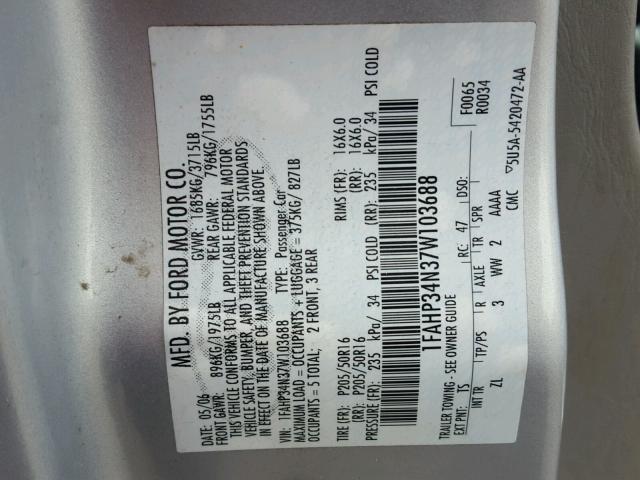 MFD. BY FORD MOTOR CO.
DATE: 05/06 GVWR: 1685KG/3715LB
FRONT GAWR: 896KG/1975LB REAR GAWR: 796KG/1755LB
THIS VEHICLE CONFORMS TO ALL APPLICABLE FEDERAL MOTOR
VEHICLE SAFETY, BUMPER, AND THEFT PREVENTION STANDARDS
IN EFFECT ON THE DATE OF MANUFACTURE SHOWN ABOVE.
VIN: 1FAHP34N37W103688 TYPE: Passenger Car
MAXIMUM LOAD = OCCUPANTS + LUGGAGE = 375KG/ 827LB
OCCUPANTS = 5 TOTAL: 2 FRONT, 3 REAR
TIRE (FR): P205/50R16 RIMS (FR): 16X6.0
(RR): P205/50R16 (RR): 16X6.0
PRESSURE (FR): 235 kPa/ 34 PSI COLD (RR): 235 kPa/ 34 PSI COLD
1FAHP34N37W103688
F0065
R0034
TRAILER TOWING - SEE OWNER GUIDE
EXT PNT: TS RC: 47 DSO:
INT TR TP/PS R AXLE TR SPR
ZL 3 WW 2 AAAA
CMC ▽5U5A-5420472-AA